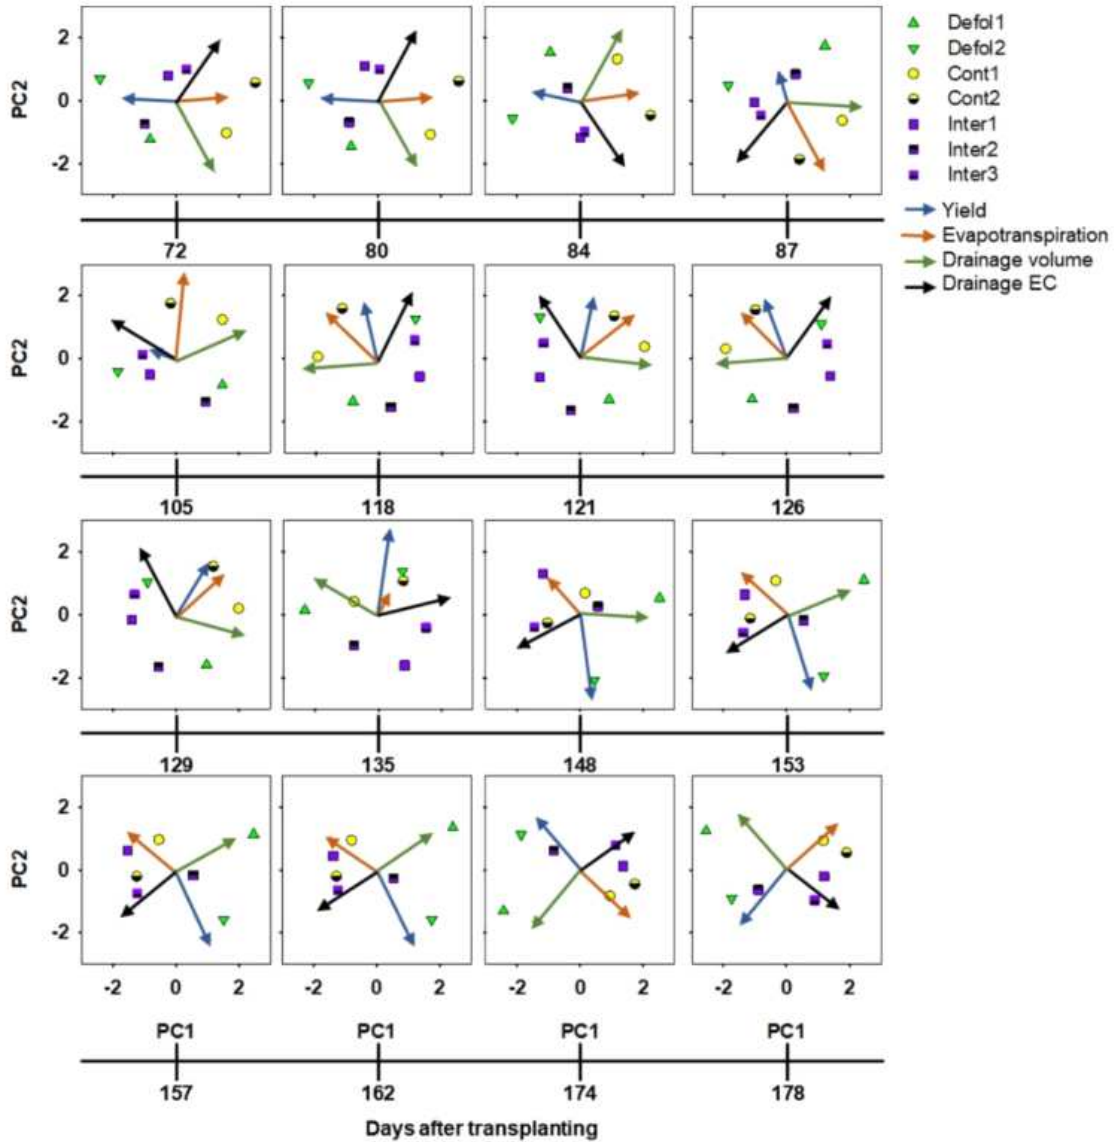 PC2
2
0
-2
72
80
84
87
PC2
2
0
-2
105
118
121
126
PC2
2
0
-2
129
135
148
153
PC2
2
0
-2
-2 0 2
-2 0 2
-2 0 2
-2 0 2
PC1
PC1
PC1
PC1
157
162
174
178
Days after transplanting
Defol1
Defol2
Cont1
Cont2
Inter1
Inter2
Inter3
Yield
Evapotranspiration
Drainage volume
Drainage EC